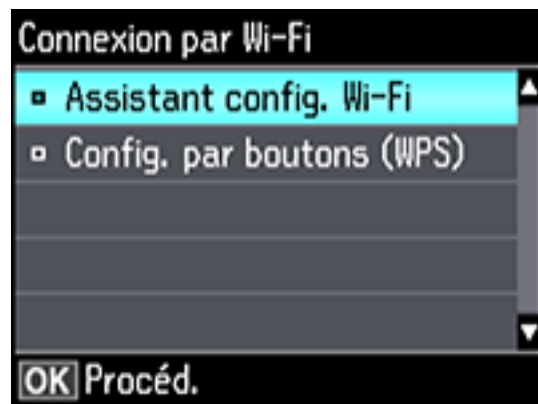 Connexion par Wi-Fi
Assistant config. Wi-Fi
Config. par boutons (WPS)
OK Procéd.